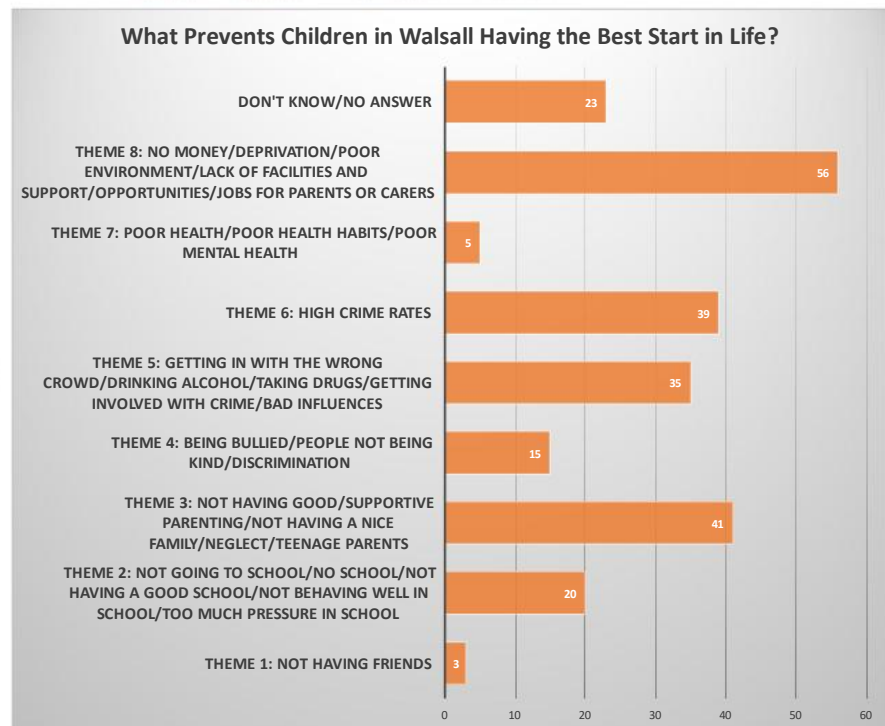 What Prevents Children in Walsall Having the Best Start in Life?
DON'T KNOW/NO ANSWER
23
THEME 8: NO MONEY/DEPRIVATION/POOR
ENVIRONMENT/LACK OF FACILITIES AND
SUPPORT/OPPORTUNITIES/JOBS FOR PARENTS OR CARERS
56
THEME 7: POOR HEALTH/POOR HEALTH HABITS/POOR
MENTAL HEALTH
5
THEME 6: HIGH CRIME RATES
39
THEME 5: GETTING IN WITH THE WRONG
CROWD/DRINKING ALCOHOL/TAKING DRUGS/GETTING
INVOLVED WITH CRIME/BAD INFLUENCES
35
THEME 4: BEING BULLIED/PEOPLE NOT BEING
KIND/DISCRIMINATION
15
THEME 3: NOT HAVING GOOD/SUPPORTIVE
PARENTING/NOT HAVING A NICE
FAMILY/NEGLECT/TEENAGE PARENTS
41
THEME 2: NOT GOING TO SCHOOL/NO SCHOOL/NOT
HAVING A GOOD SCHOOL/NOT BEHAVING WELL IN
SCHOOL/TOO MUCH PRESSURE IN SCHOOL
20
THEME 1: NOT HAVING FRIENDS
3
0 10 20 30 40 50 60